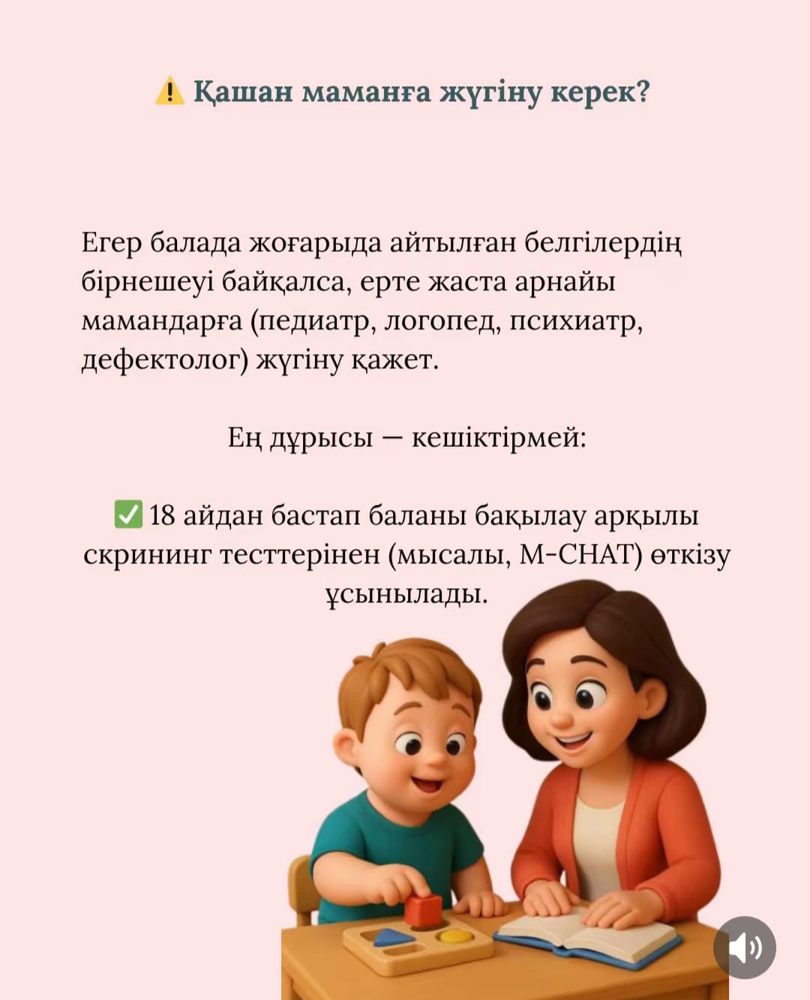 ⚠️ Қашан маманға жүгіну керек?
Егер балада жоғарыда айтылған белгілердің
бірнешеуі байқалса, ерте жаста арнайы
мамандарға (педиатр, логопед, психиатр,
дефектолог) жүгіну қажет.
Ең дұрысы — кешіктірмей:
✅ 18 айдан бастап баланы бақылау арқылы
скрининг тесттерінен (мысалы, M-CHAT) өткізу
ұсынылады.